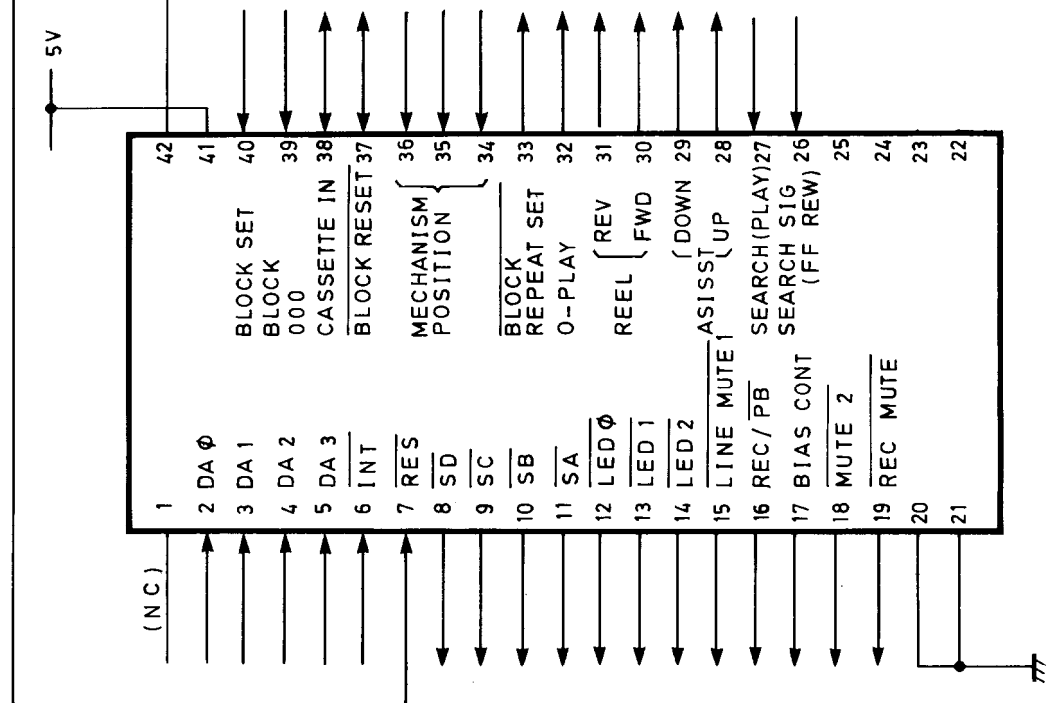 5V
42
41
40
39
38
37
36
35
34
33
32
31
30
29
28
27
26
25
24
23
22
BLOCK SET
BLOCK
000
CASSETTE IN
BLOCK RESET
MECHANISM
POSITION
BLOCK
REPEAT SET
O-PLAY
REEL { REV
FWD
ASISST { DOWN
UP
SEARCH (PLAY)
SEARCH SIG
(FF REW)
(NC)
1
2 DA Ø
3 DA 1
4 DA 2
5 DA 3
6 INT
7 RES
8 SD
9 SC
10 SB
11 SA
12 LED Ø
13 LED 1
14 LED 2
15 LINE MUTE 1
16 REC/PB
17 BIAS CONT
18 MUTE 2
19 REC MUTE
20
21